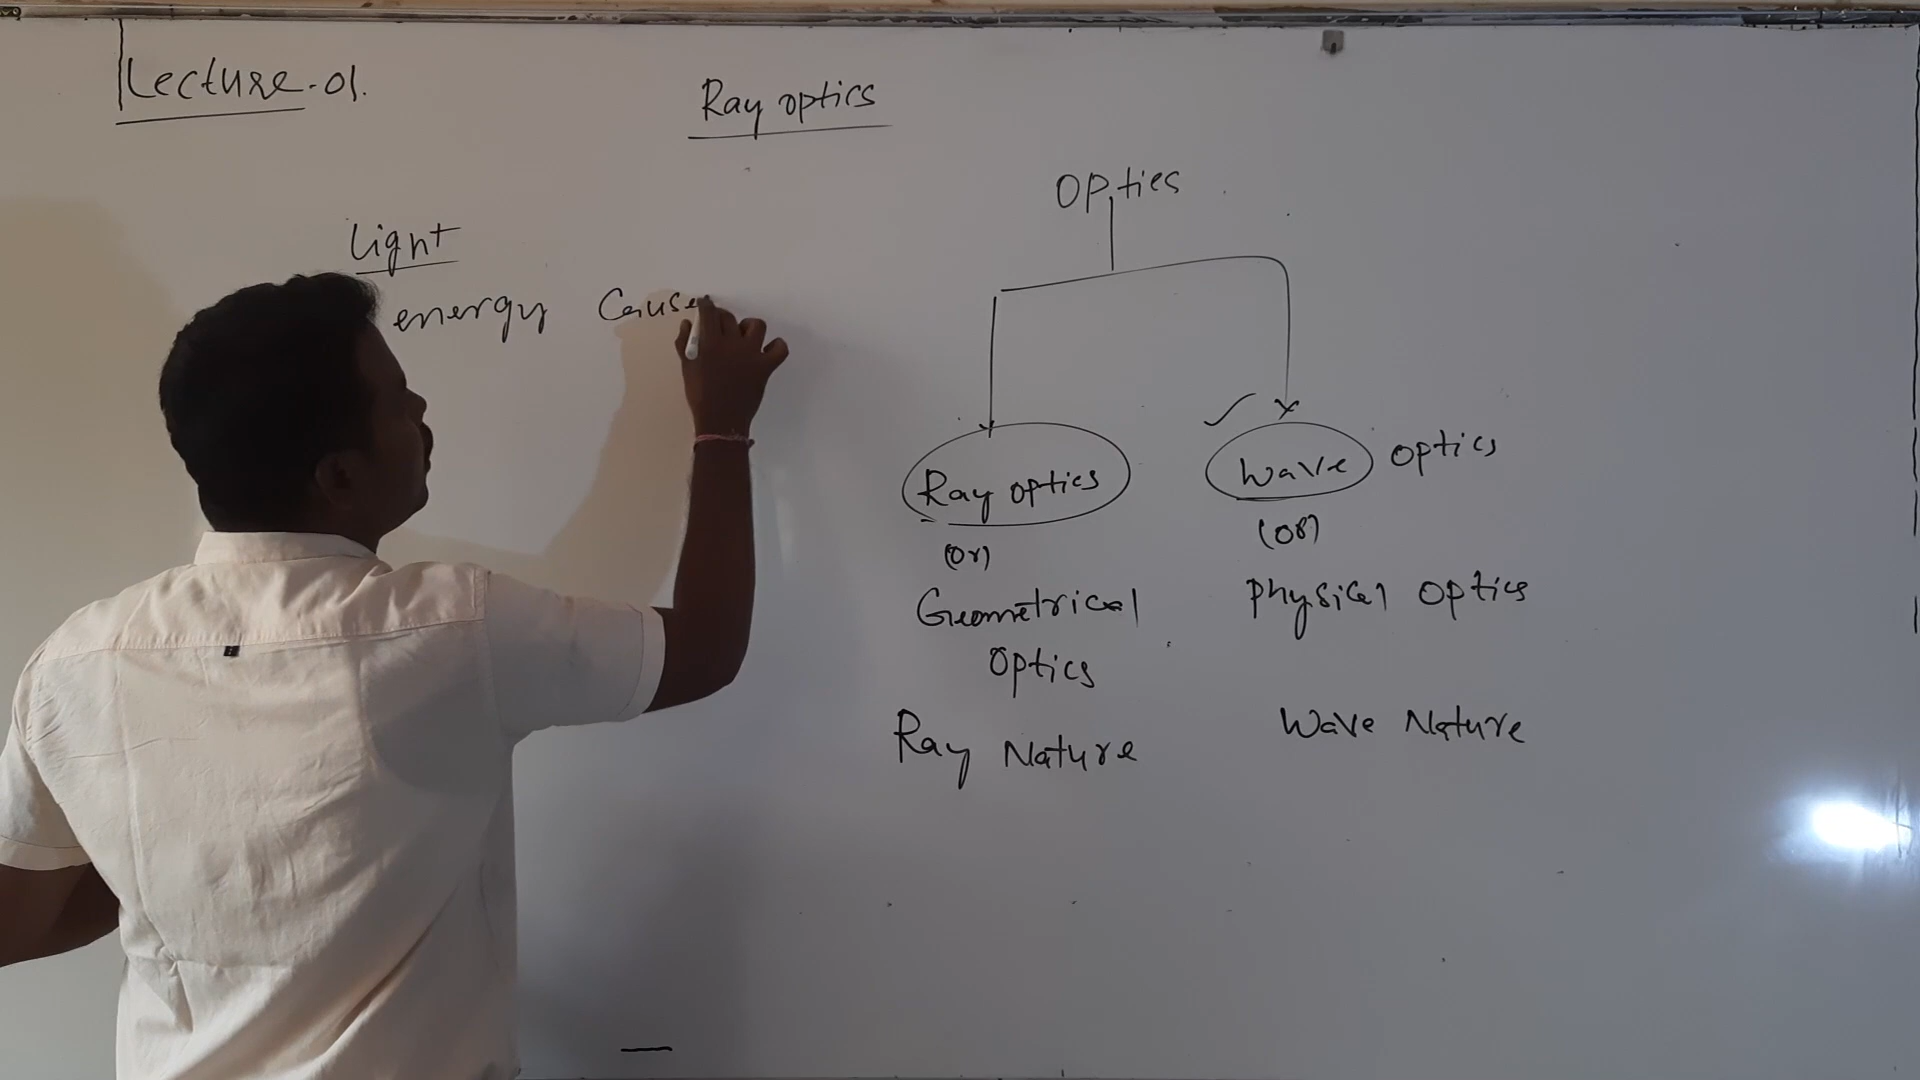 Lecture-01.
Ray optics
Light
energy Cause
Optics
Ray optics
(or)
Geometrical
Optics
Ray Nature
Wave Optics
(or)
Physical Optics
Wave Nature